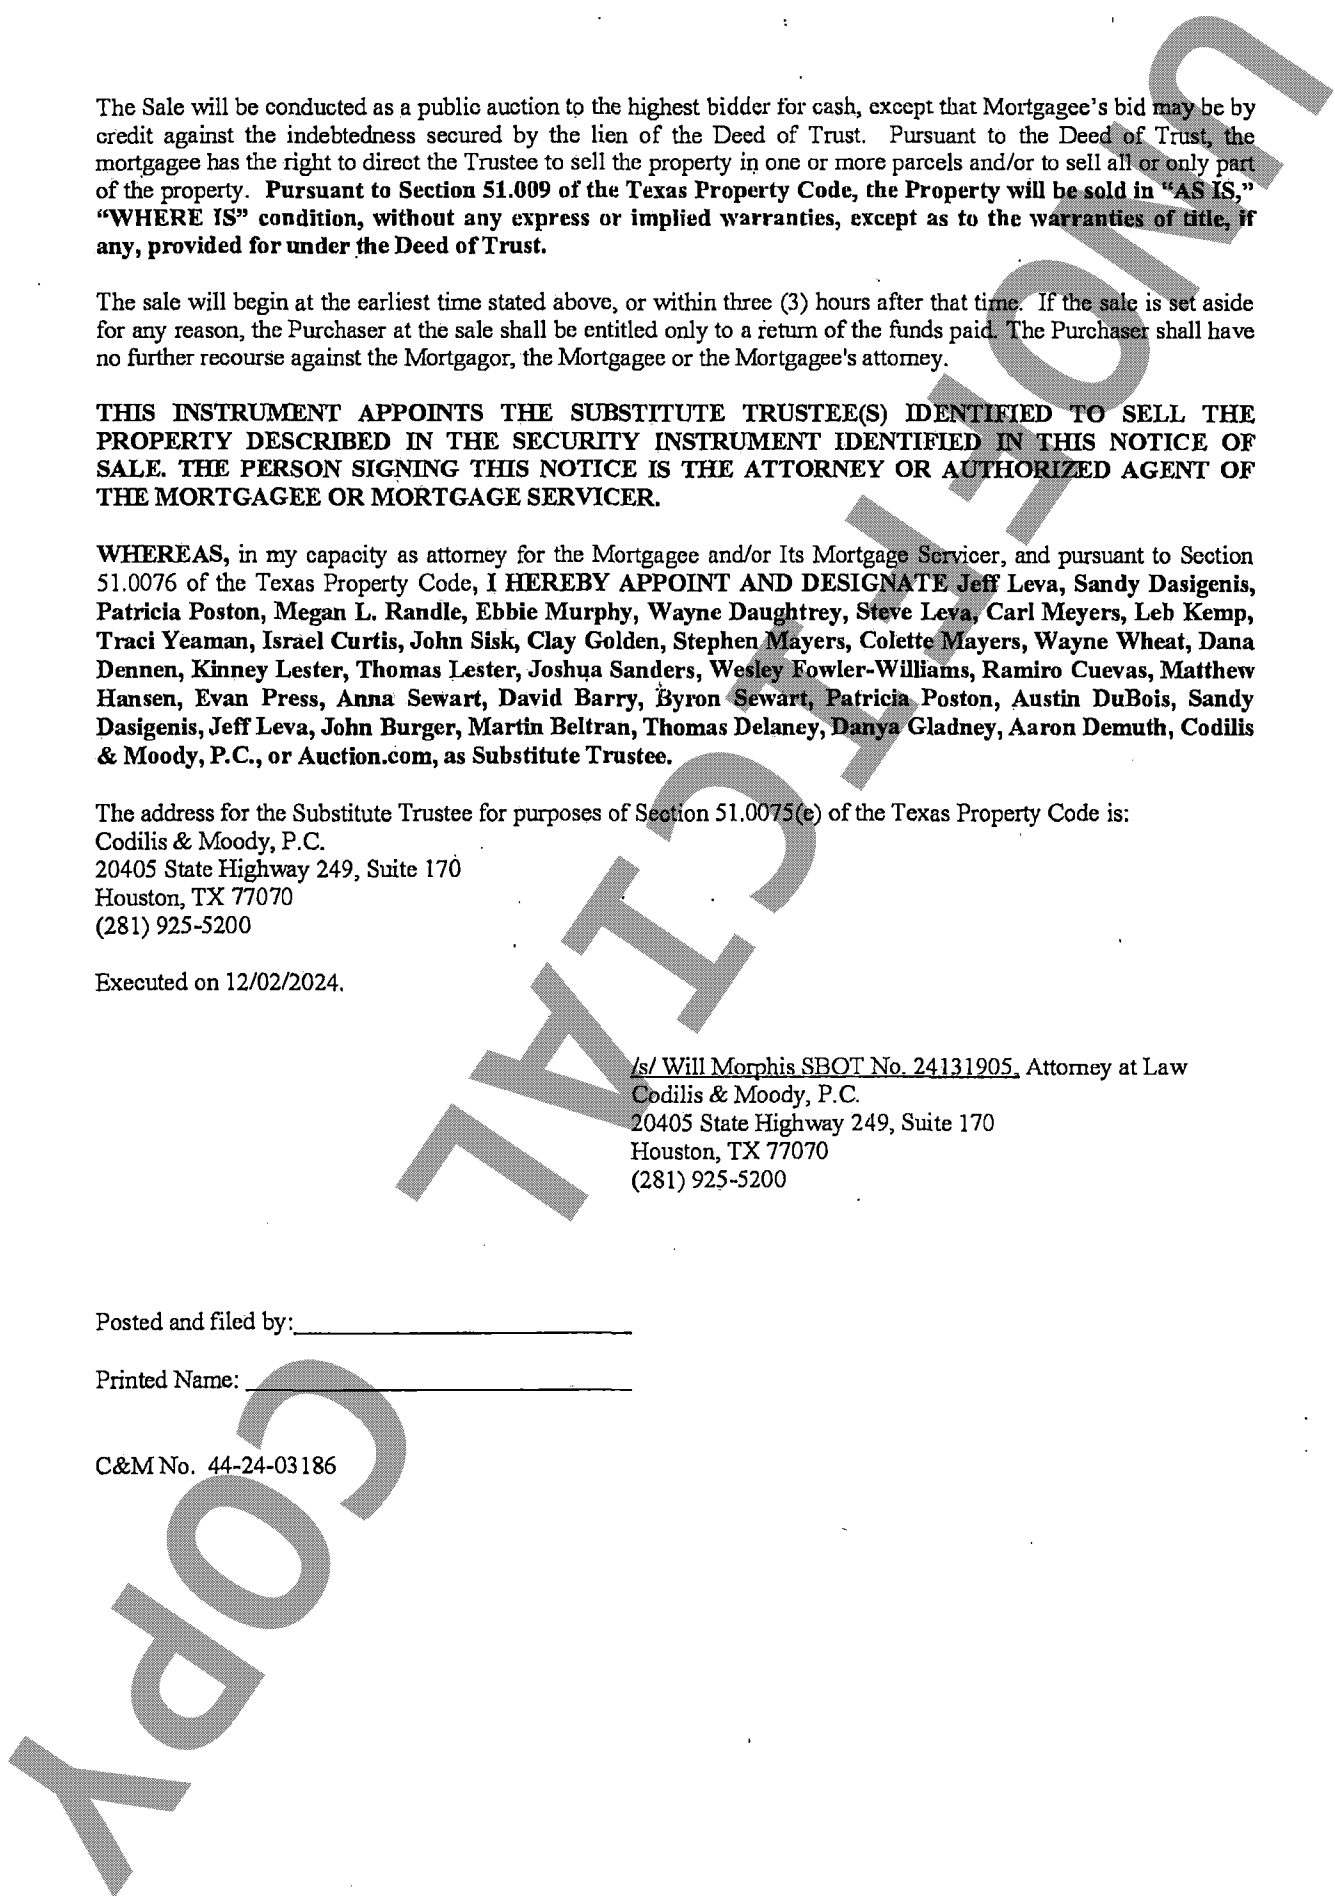 The Sale will be conducted as a public auction to the highest bidder for cash, except that Mortgagee's bid may be by
credit against the indebtedness secured by the lien of the Deed of Trust. Pursuant to the Deed of Trust, the
mortgagee has the right to direct the Trustee to sell the property in one or more parcels and/or to sell all or only part
of the property. Pursuant to Section 51.009 of the Texas Property Code, the Property will be sold in "AS IS,"
"WHERE IS" condition, without any express or implied warranties, except as to the warranties of title, if
any, provided for under the Deed of Trust.
The sale will begin at the earliest time stated above, or within three (3) hours after that time. If the sale is set aside
for any reason, the Purchaser at the sale shall be entitled only to a return of the funds paid. The Purchaser shall have
no further recourse against the Mortgagor, the Mortgagee or the Mortgagee's attorney.
THIS INSTRUMENT APPOINTS THE SUBSTITUTE TRUSTEE(S) IDENTIFIED TO SELL THE
PROPERTY DESCRIBED IN THE SECURITY INSTRUMENT IDENTIFIED IN THIS NOTICE OF
SALE. THE PERSON SIGNING THIS NOTICE IS THE ATTORNEY OR AUTHORIZED AGENT OF
THE MORTGAGEE OR MORTGAGE SERVICER.
WHEREAS, in my capacity as attorney for the Mortgagee and/or Its Mortgage Servicer, and pursuant to Section
51.0076 of the Texas Property Code, I HEREBY APPOINT AND DESIGNATE Jeff Leva, Sandy Dasigenis,
Patricia Poston, Megan L. Randle, Ebbie Murphy, Wayne Daughtrey, Steve Leva, Carl Meyers, Leb Kemp,
Traci Yeaman, Israel Curtis, John Sisk, Clay Golden, Stephen Mayers, Colette Mayers, Wayne Wheat, Dana
Dennen, Kinney Lester, Thomas Lester, Joshua Sanders, Wesley Fowler-Williams, Ramiro Cuevas, Matthew
Hansen, Evan Press, Anna Sewart, David Barry, Byron Sewart, Patricia Poston, Austin DuBois, Sandy
Dasigenis, Jeff Leva, John Burger, Martin Beltran, Thomas Delaney, Danya Gladney, Aaron Demuth, Codilis
& Moody, P.C., or Auction.com, as Substitute Trustee.
The address for the Substitute Trustee for purposes of Section 51.0075(e) of the Texas Property Code is:
Codilis & Moody, P.C.
20405 State Highway 249, Suite 170
Houston, TX 77070
(281) 925-5200
Executed on 12/02/2024.
/s/ Will Morphis SBOT No. 24131905, Attorney at Law
Codilis & Moody, P.C.
20405 State Highway 249, Suite 170
Houston, TX 77070
(281) 925-5200
Posted and filed by:
Printed Name:
C&M No. 44-24-03186
UNOFFICIAL COPY